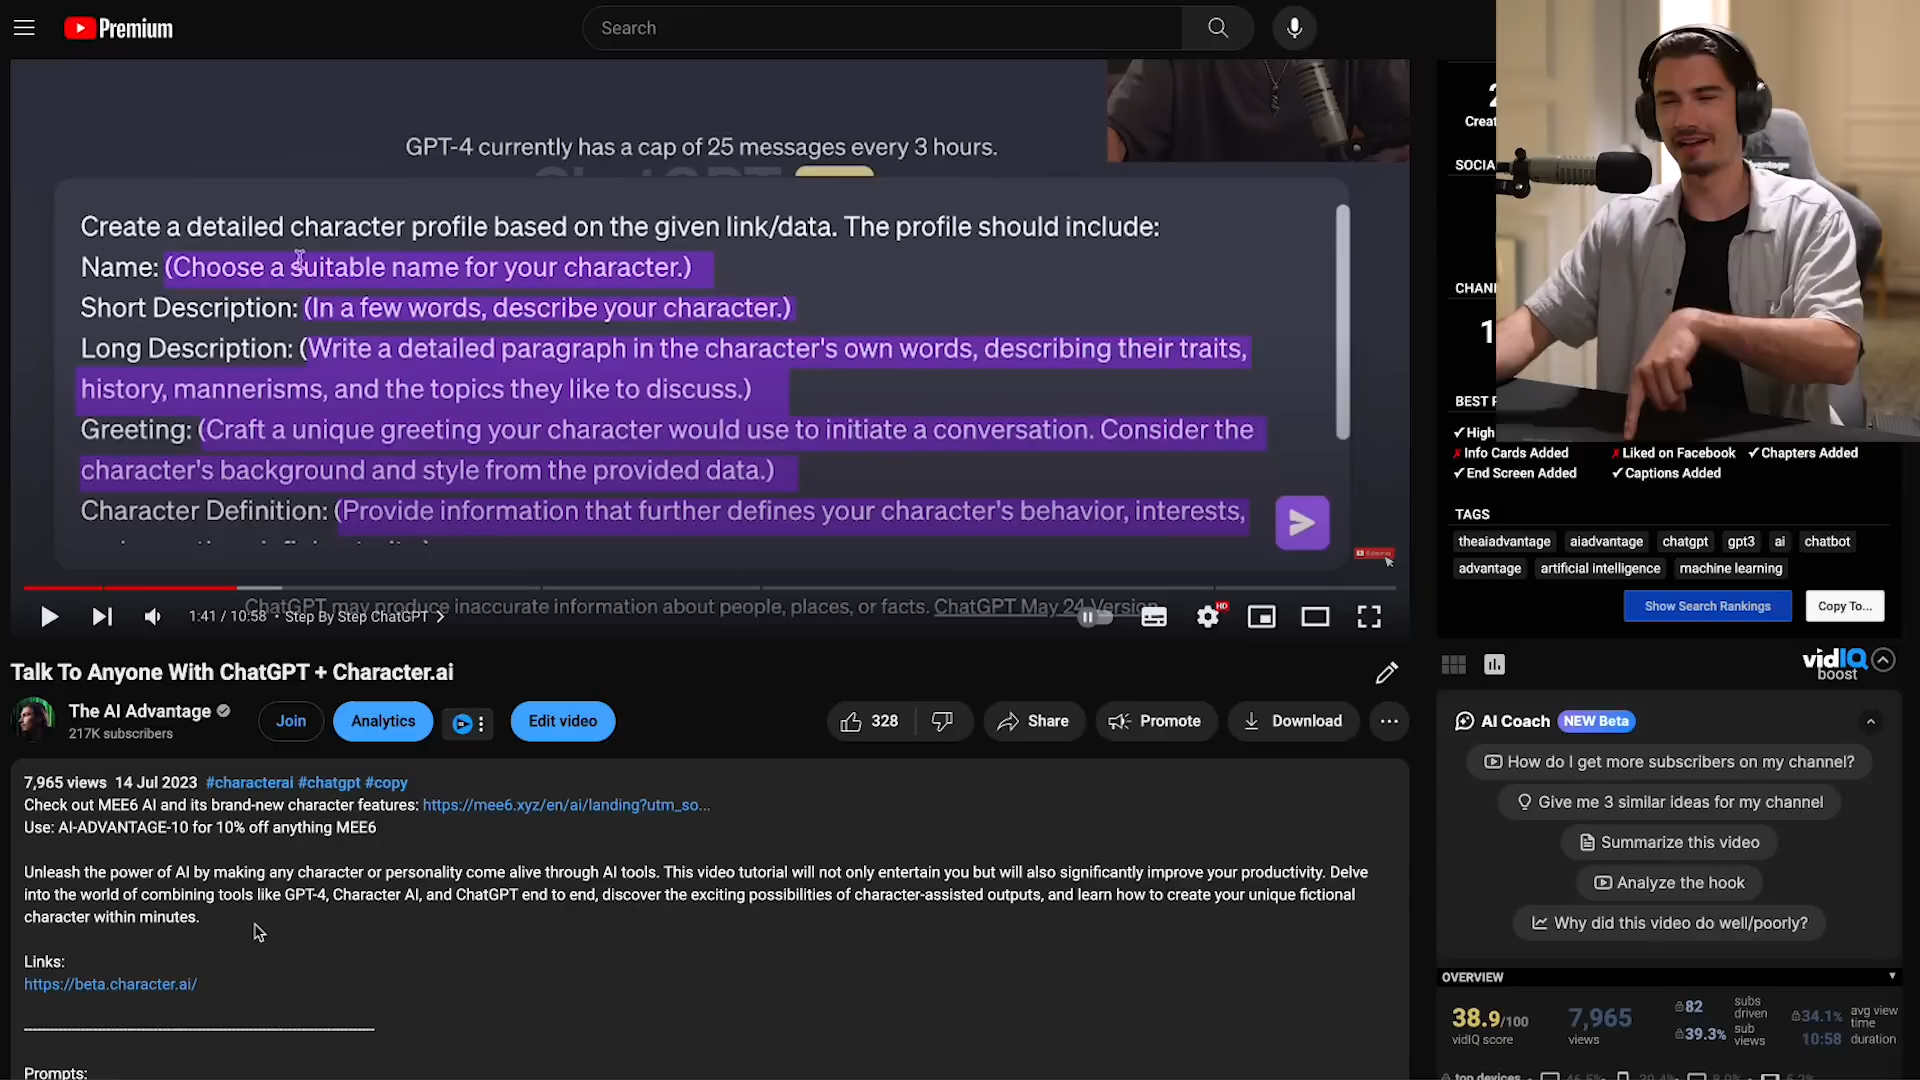 Premium
Search
GPT-4 currently has a cap of 25 messages every 3 hours.
Create a detailed character profile based on the given link/data. The profile should include:
Name: (Choose a suitable name for your character.)
Short Description: (In a few words, describe your character.)
Long Description: (Write a detailed paragraph in the character's own words, describing their traits,
history, mannerisms, and the topics they like to discuss.)
Greeting: (Craft a unique greeting your character would use to initiate a conversation. Consider the
character's background and style from the provided data.)
Character Definition: (Provide information that further defines your character's behavior, interests,
ChatGPT may produce inaccurate information about people, places, or facts. ChatGPT May 24 Version
1:41 / 10:58 • Step By Step ChatGPT
HD
Talk To Anyone With ChatGPT + Character.ai
The AI Advantage
217K subscribers
Join
Analytics
Edit video
328
Share
Promote
Download
7,965 views 14 Jul 2023 #characterai #chatgpt #copy
Check out MEE6 AI and its brand-new character features: https://mee6.xyz/en/ai/landing?utm_so...
Use: AI-ADVANTAGE-10 for 10% off anything MEE6
Unleash the power of AI by making any character or personality come alive through AI tools. This video tutorial will not only entertain you but will also significantly improve your productivity. Delve
into the world of combining tools like GPT-4, Character AI, and ChatGPT end to end, discover the exciting possibilities of character-assisted outputs, and learn how to create your unique fictional
character within minutes.
Links:
https://beta.character.ai/
Prompts:
Creat
SOCIA
CHANI
1
BEST P
✓High
✗Info Cards Added
✗Liked on Facebook
✓Chapters Added
✓End Screen Added
✓Captions Added
TAGS
theaiadvantage
aiadvantage
chatgpt
gpt3
ai
chatbot
advantage
artificial intelligence
machine learning
Show Search Rankings
Copy To...
vidIQ
boost
AI Coach NEW Beta
How do I get more subscribers on my channel?
Give me 3 similar ideas for my channel
Summarize this video
Analyze the hook
Why did this video do well/poorly?
OVERVIEW
38.9/100
vidIQ score
7,965
views
82 subs driven
39.3% sub views
34.1% avg view time
10:58 duration
top devices